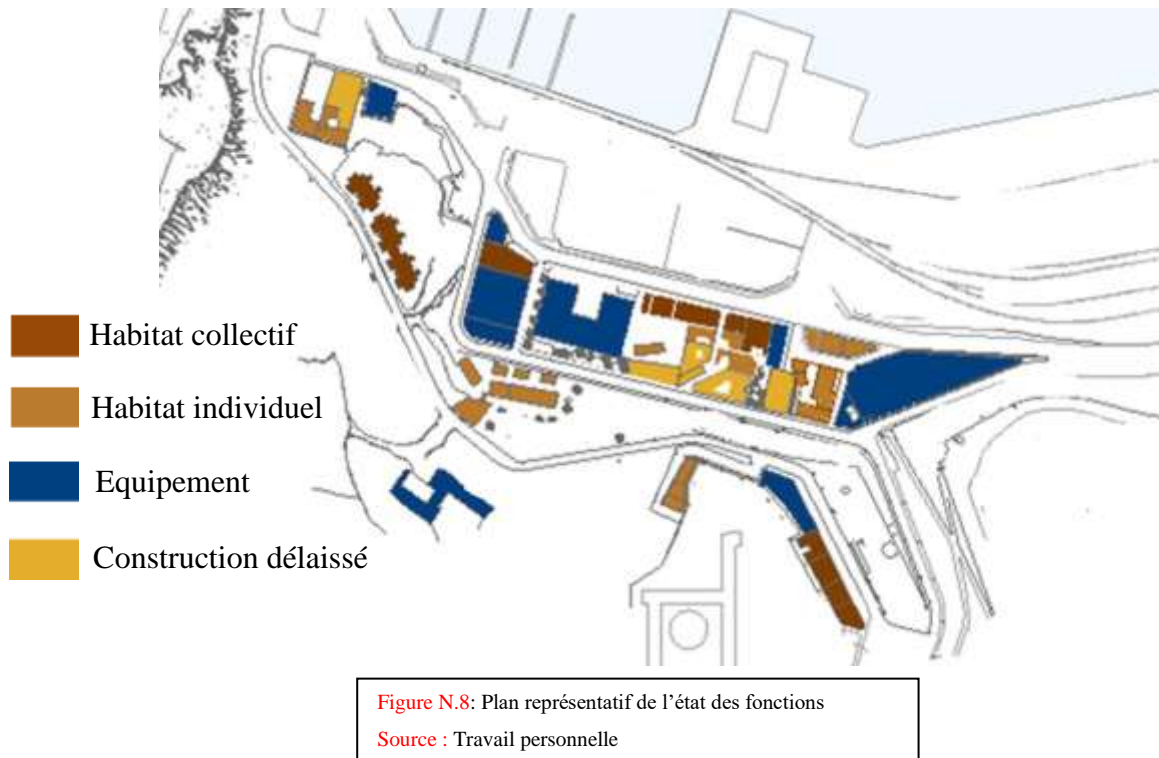 Habitat collectif
Habitat individuel
Equipement
Construction délaissé
Figure N.8: Plan représentatif de l’état des fonctions
Source : Travail personnelle